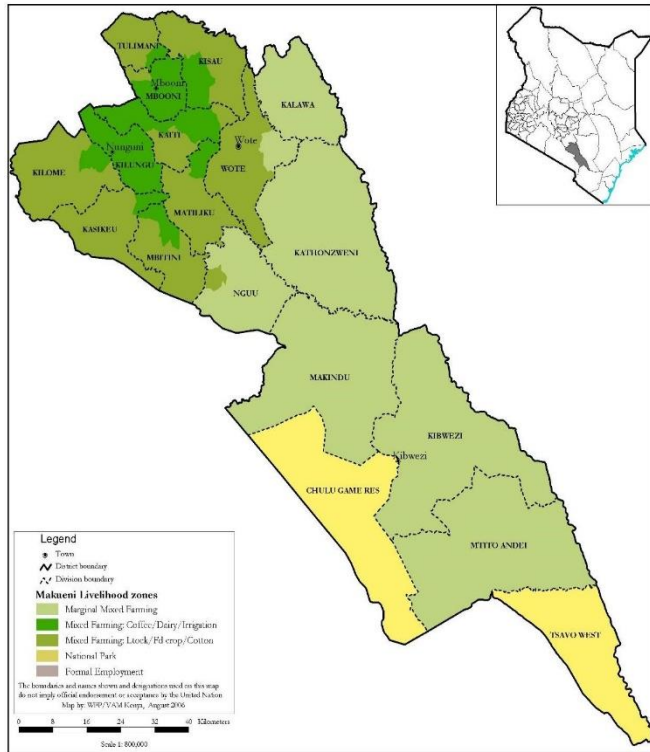 TULIMANI
KISAU
Mbooni
MBOONI
KALAWA
KAITI
Wote
Nunguni
KILOME
KILUNGU
WOTE
MATILIKU
KASIKEU
KATHONZWENI
MBITINI
NGUU
MAKINDU
KIBWEZI
Kibwezi
CHULU GAME RES
MTITO ANDEI
TSAVO WEST
Legend
Town
District boundary
Division boundary
Makueni Livelihood zones
Marginal Mixed Farming
Mixed Farming: Coffee/Dairy/Irrigation
Mixed Farming: Lstock/Fd crop/Cotton
National Park
Formal Employment
The boundaries and names shown and designations used on this map
do not imply official endorsement or acceptance by the United Nation
Map by: WFP/VAM Kenya, August 2006
0 8 16 24 32 40 Kilometers
Scale 1: 800,000